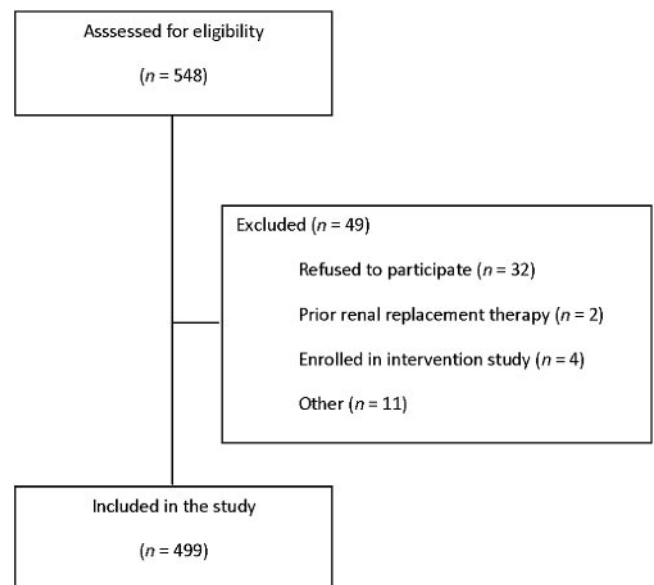 Asssessed for eligibility
(n = 548)
Excluded (n = 49)
Refused to participate (n = 32)
Prior renal replacement therapy (n = 2)
Enrolled in intervention study (n = 4)
Other (n = 11)
Included in the study
(n = 499)